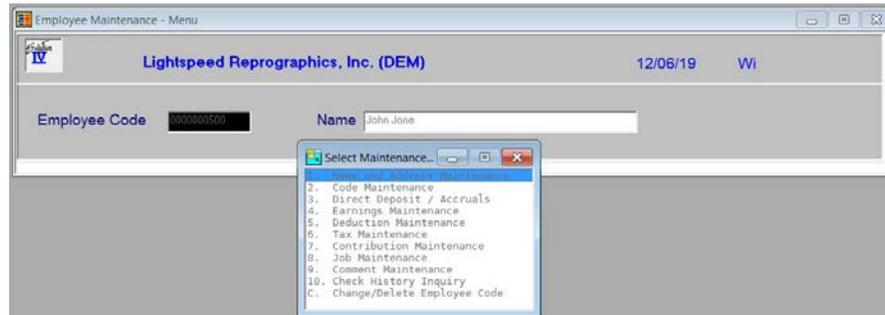 Employee Maintenance - Menu
Solution IV
Lightspeed Reprographics, Inc. (DEM) 12/06/19 Wi
Employee Code 0000000500 Name John Jone
Select Maintenance...
1. Name and Address Maintenance
2. Code Maintenance
3. Direct Deposit / Accruals
4. Earnings Maintenance
5. Deduction Maintenance
6. Tax Maintenance
7. Contribution Maintenance
8. Job Maintenance
9. Comment Maintenance
10. Check History Inquiry
C. Change/Delete Employee Code